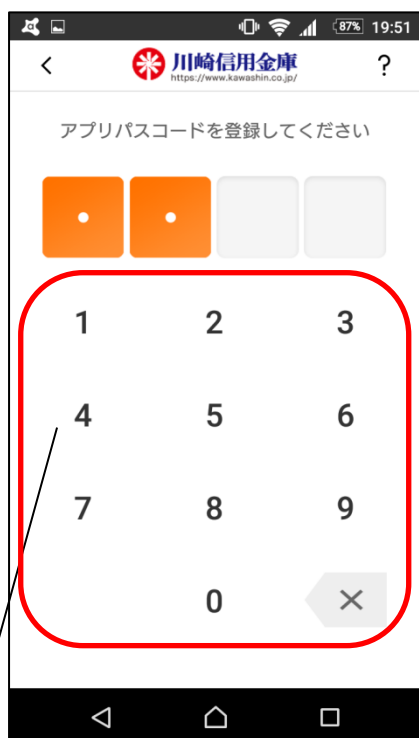 87% 19:51
川崎信用金庫
https://www.kawashin.co.jp/
?
アプリパスコードを登録してください
1 2 3
4 5 6
7 8 9
0